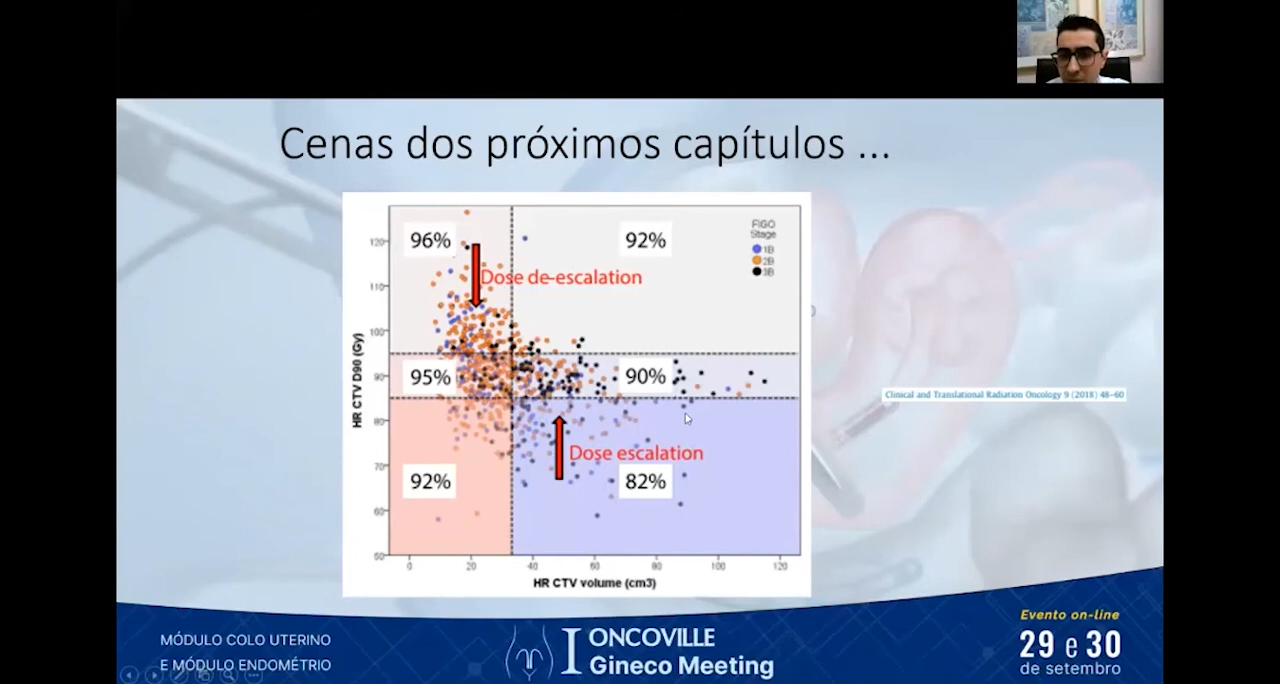 Cenas dos próximos capítulos ...
96%
92%
FIGO
Stage
1B
2B
3B
Dose de-escalation
95%
90%
Dose escalation
92%
82%
120
110
100
90
80
70
60
50
HR CTV D90 (Gy)
0 20 40 60 80 100 120
HR CTV volume (cm3)
Clinical and Translational Radiation Oncology 9 (2018) 48–60
MÓDULO COLO UTERINO
E MÓDULO ENDOMÉTRIO
I ONCOVILLE
Gineco Meeting
Evento on-line
29 e 30
de setembro